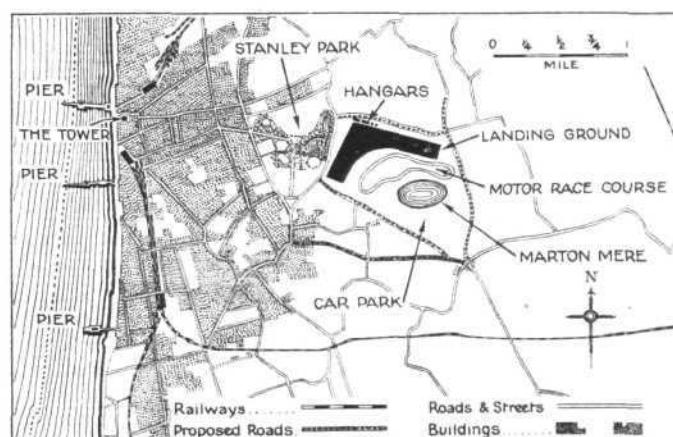 STANLEY PARK
0 ¼ ½ ¾ 1
MILE
PIER
HANGARS
THE TOWER
LANDING GROUND
PIER
MOTOR RACE COURSE
MARTON MERE
CAR PARK
N
PIER
Railways
Roads & Streets
Proposed Roads
Buildings